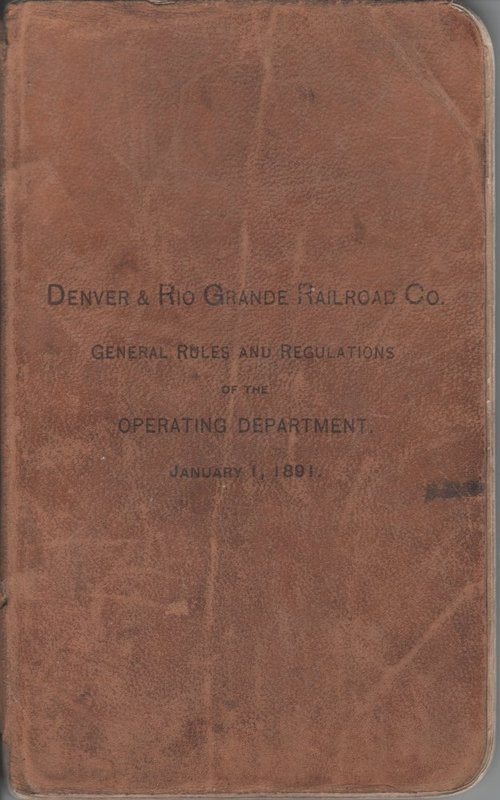 DENVER & RIO GRANDE RAILROAD CO.
GENERAL RULES AND REGULATIONS
OF THE
OPERATING DEPARTMENT.
JANUARY 1, 1891.